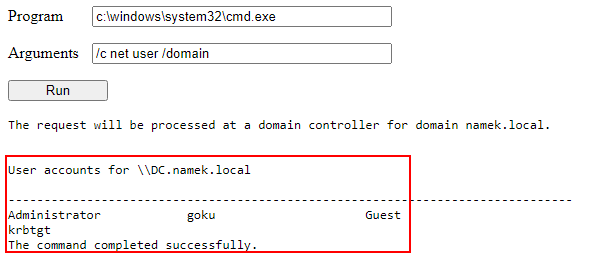 Program c:\windows\system32\cmd.exe
Arguments /c net user /domain
Run
The request will be processed at a domain controller for domain namek.local.
User accounts for \\DC.namek.local
-------------------------------------------------------------------------------
Administrator            goku                     Guest
krbtgt
The command completed successfully.